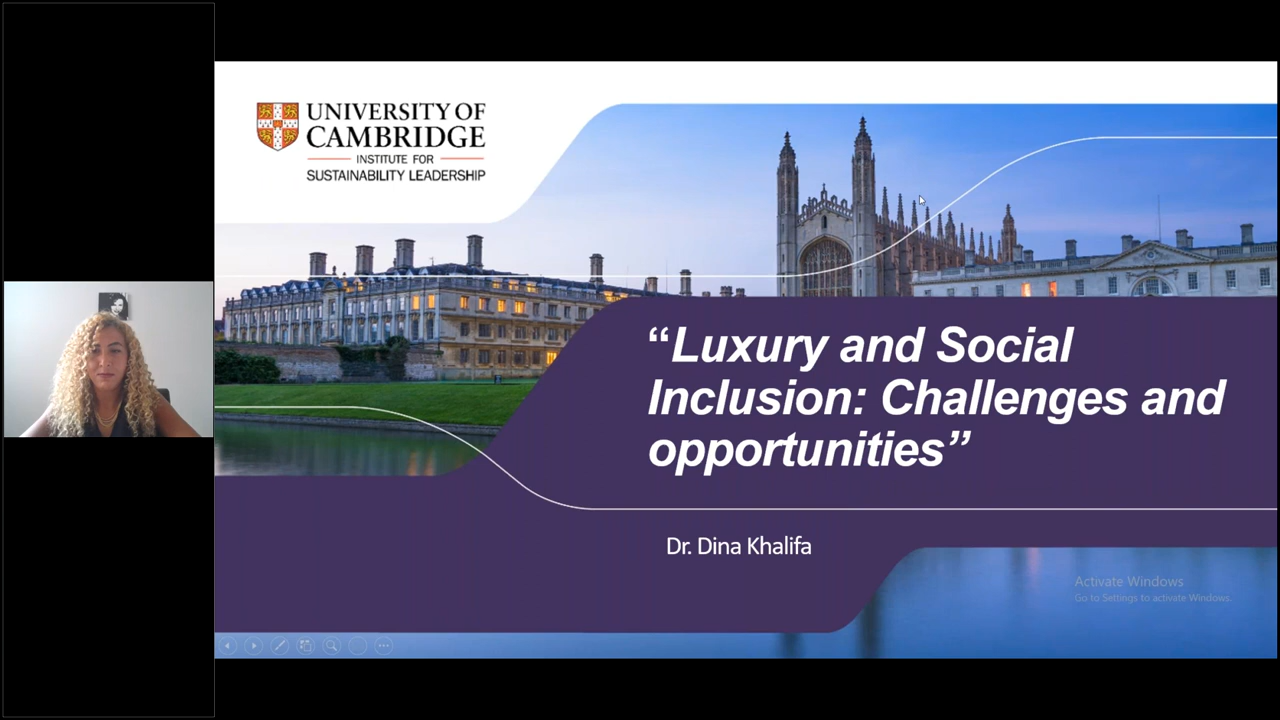 UNIVERSITY OF
CAMBRIDGE
INSTITUTE FOR
SUSTAINABILITY LEADERSHIP
“Luxury and Social
Inclusion: Challenges and
opportunities”
Dr. Dina Khalifa
Activate Windows
Go to Settings to activate Windows.